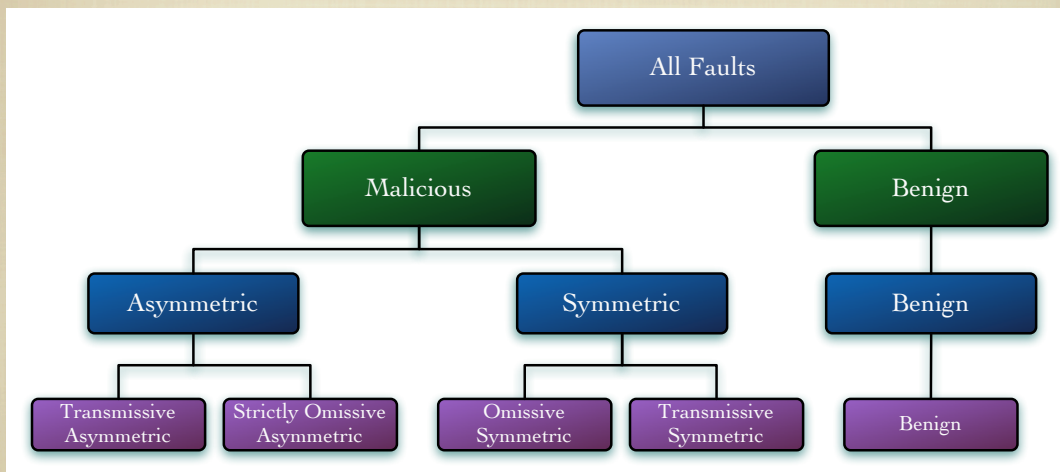 All Faults
Malicious
Benign
Asymmetric
Symmetric
Benign
Transmissive
Asymmetric
Strictly Omissive
Asymmetric
Omissive
Symmetric
Transmissive
Symmetric
Benign